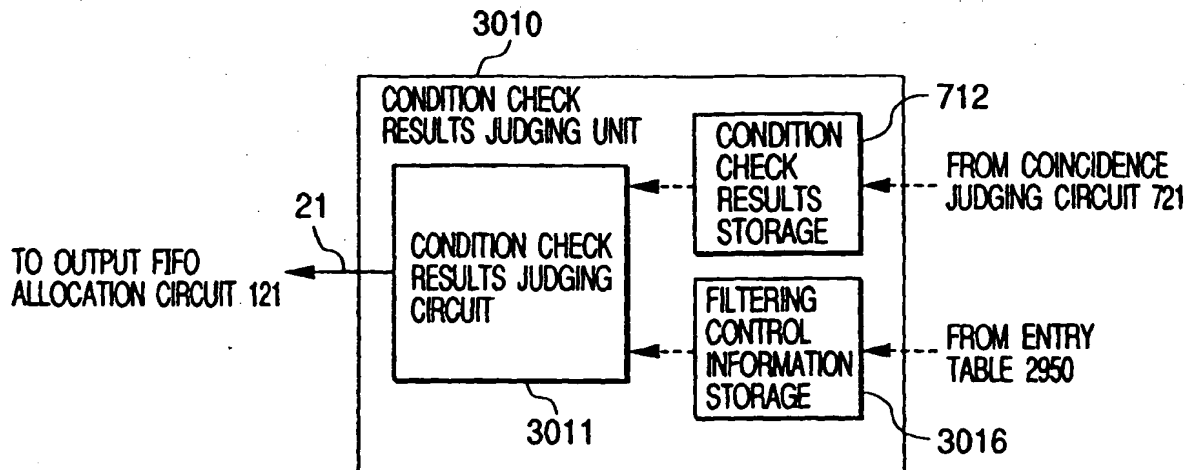 3010
CONDITION CHECK
RESULTS JUDGING UNIT
712
CONDITION
CHECK
RESULTS
STORAGE
FROM COINCIDENCE
JUDGING CIRCUIT 721
21
TO OUTPUT FIFO
ALLOCATION CIRCUIT 121
CONDITION CHECK
RESULTS JUDGING
CIRCUIT
FILTERING
CONTROL
INFORMATION
STORAGE
FROM ENTRY
TABLE 2950
3011
3016